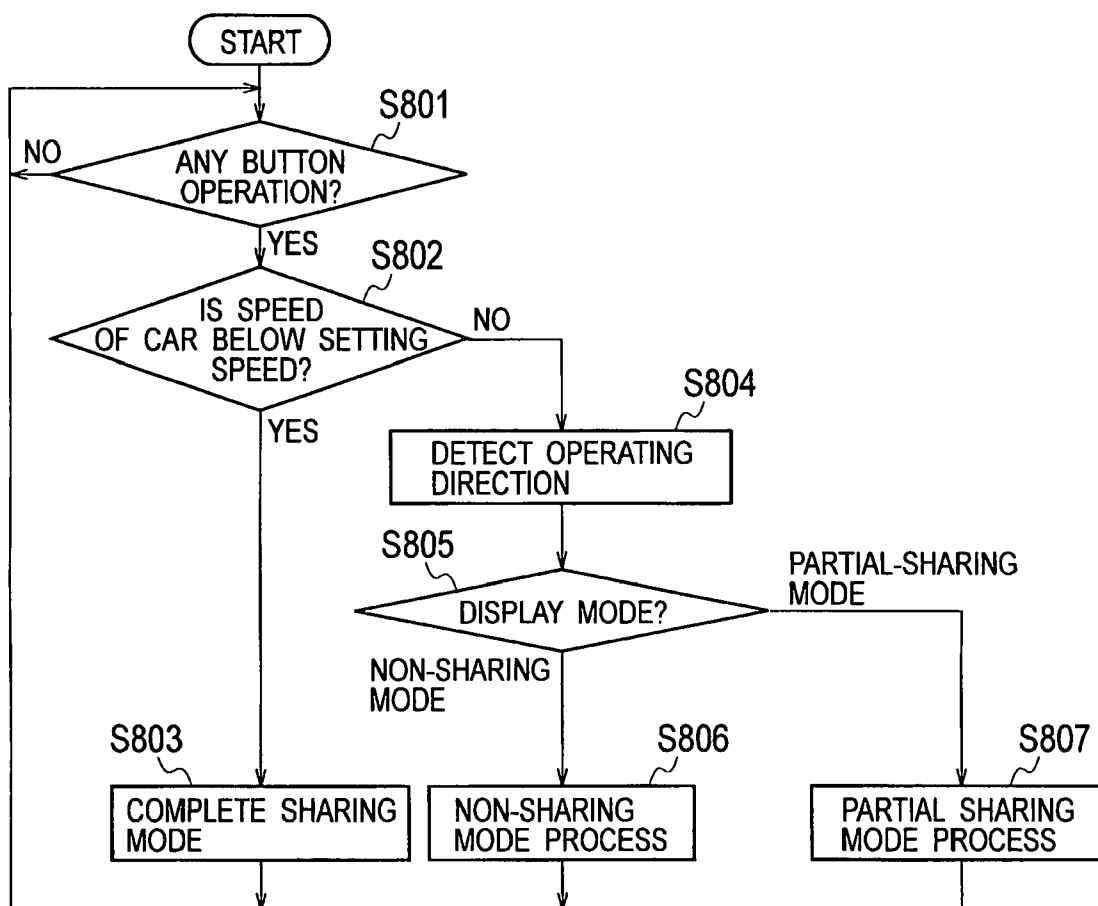 START
S801
NO
ANY BUTTON
OPERATION?
YES
S802
IS SPEED
OF CAR BELOW SETTING
SPEED?
NO
YES
S804
DETECT OPERATING
DIRECTION
S805
DISPLAY MODE?
PARTIAL-SHARING
MODE
NON-SHARING
MODE
S803
COMPLETE SHARING
MODE
S806
NON-SHARING
MODE PROCESS
S807
PARTIAL SHARING
MODE PROCESS